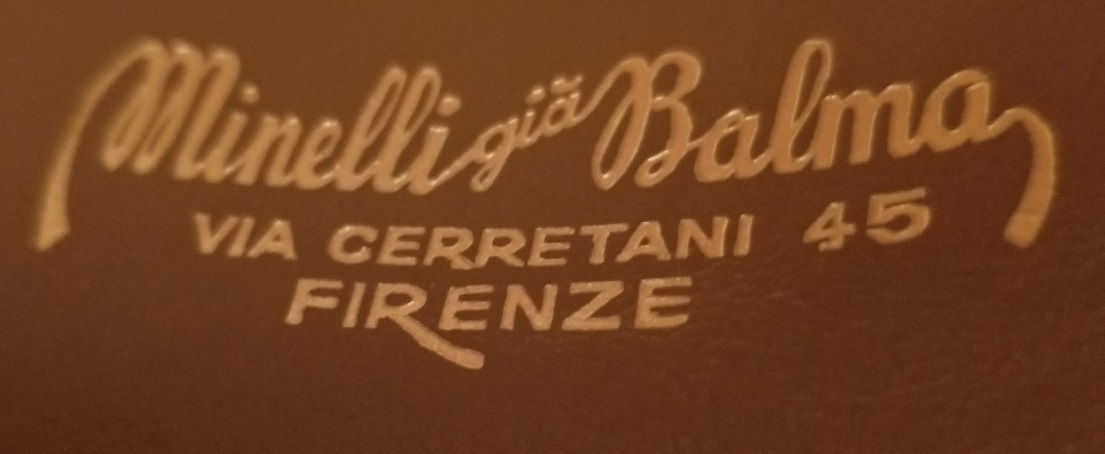 Minelli già Balma
VIA CERRETANI 45
FIRENZE